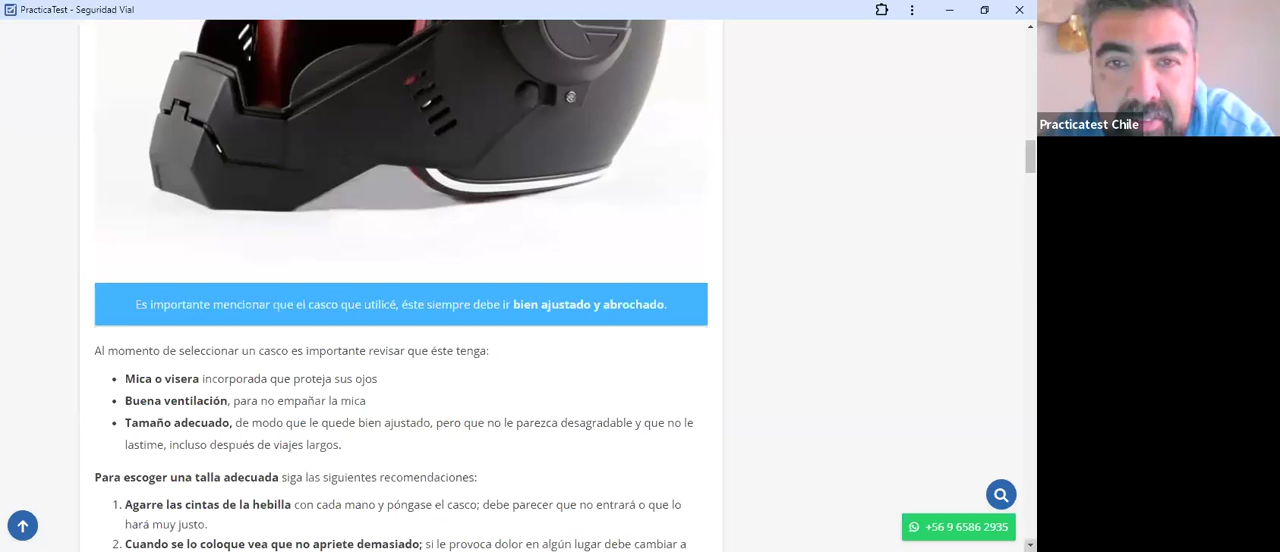 PracticaTest - Seguridad Vial
Practicatest Chile
Es importante mencionar que el casco que utilicé, éste siempre debe ir bien ajustado y abrochado.
Al momento de seleccionar un casco es importante revisar que éste tenga:
• Mica o visera incorporada que proteja sus ojos
• Buena ventilación, para no empañar la mica
• Tamaño adecuado, de modo que le quede bien ajustado, pero que no le parezca desagradable y que no le
lastime, incluso después de viajes largos.
Para escoger una talla adecuada siga las siguientes recomendaciones:
1. Agarre las cintas de la hebilla con cada mano y póngase el casco; debe parecer que no entrará o que lo
hará muy justo.
2. Cuando se lo coloque vea que no apriete demasiado; si le provoca dolor en algún lugar debe cambiar a
+56 9 6586 2935